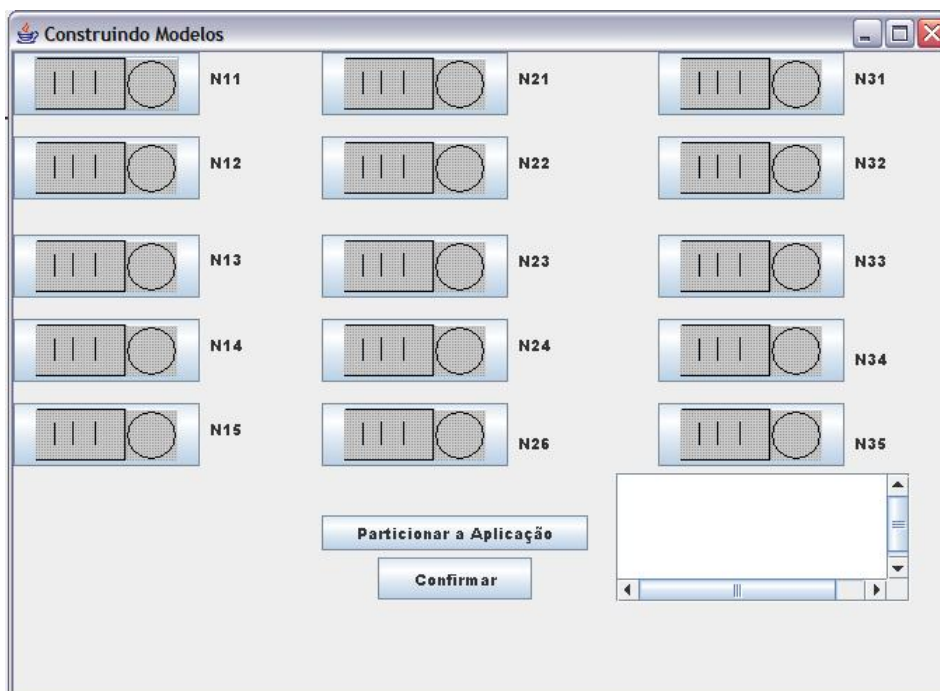 Construindo Modelos
N11 N21 N31
N12 N22 N32
N13 N23 N33
N14 N24 N34
N15 N26 N35
Particionar a Aplicação
Confirmar